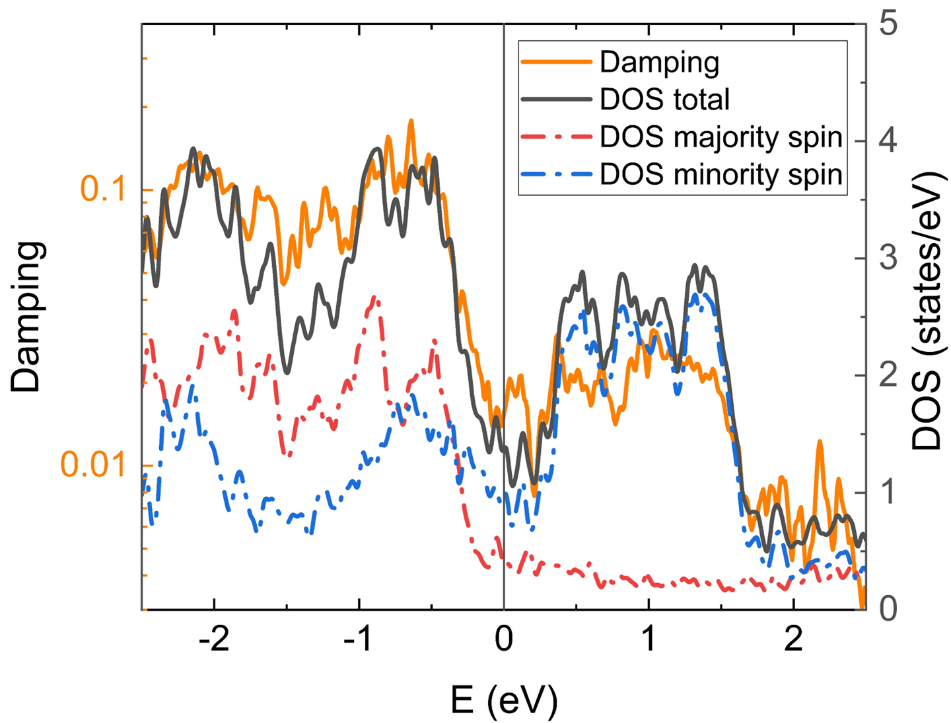 Damping
DOS total
DOS majority spin
DOS minority spin
0.1
0.01
Damping
5
4
3
2
1
0
DOS (states/eV)
-2
-1
0
1
2
E (eV)